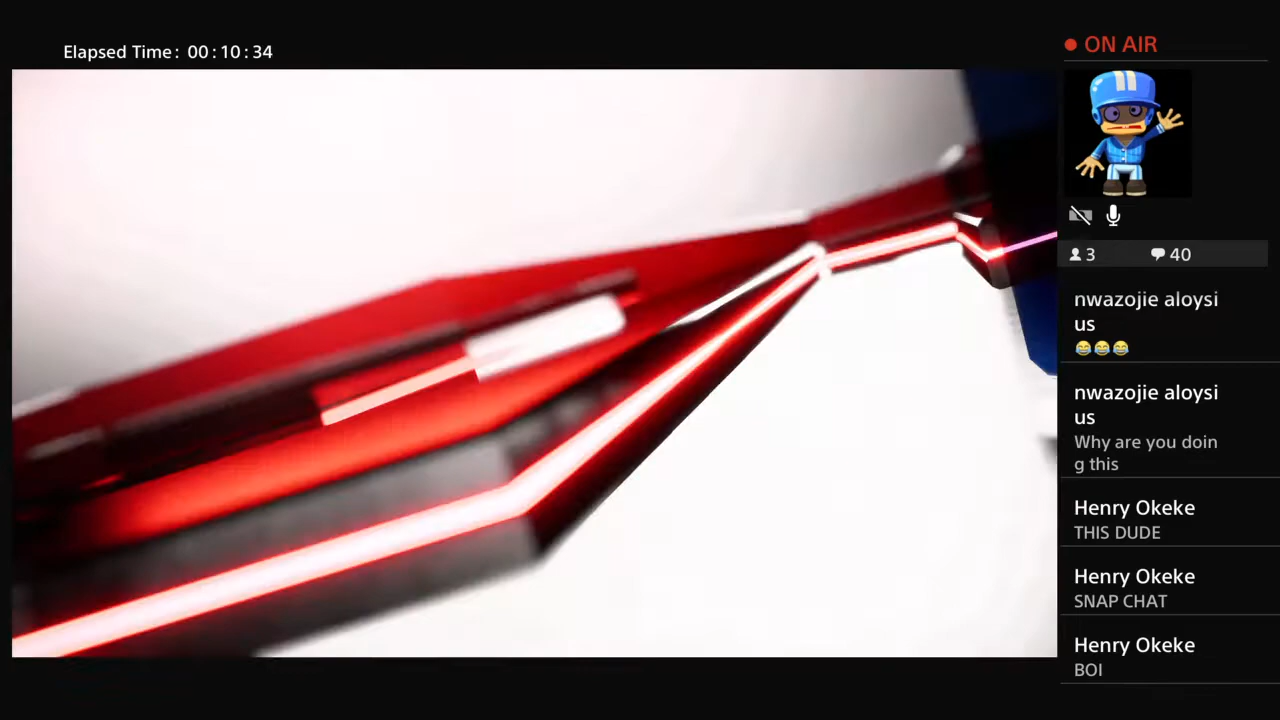 Elapsed Time: 00:10:34
ON AIR
3 40
nwazojie aloysi
us
😂😂😂
nwazojie aloysi
us
Why are you doin
g this
Henry Okeke
THIS DUDE
Henry Okeke
SNAP CHAT
Henry Okeke
BOI